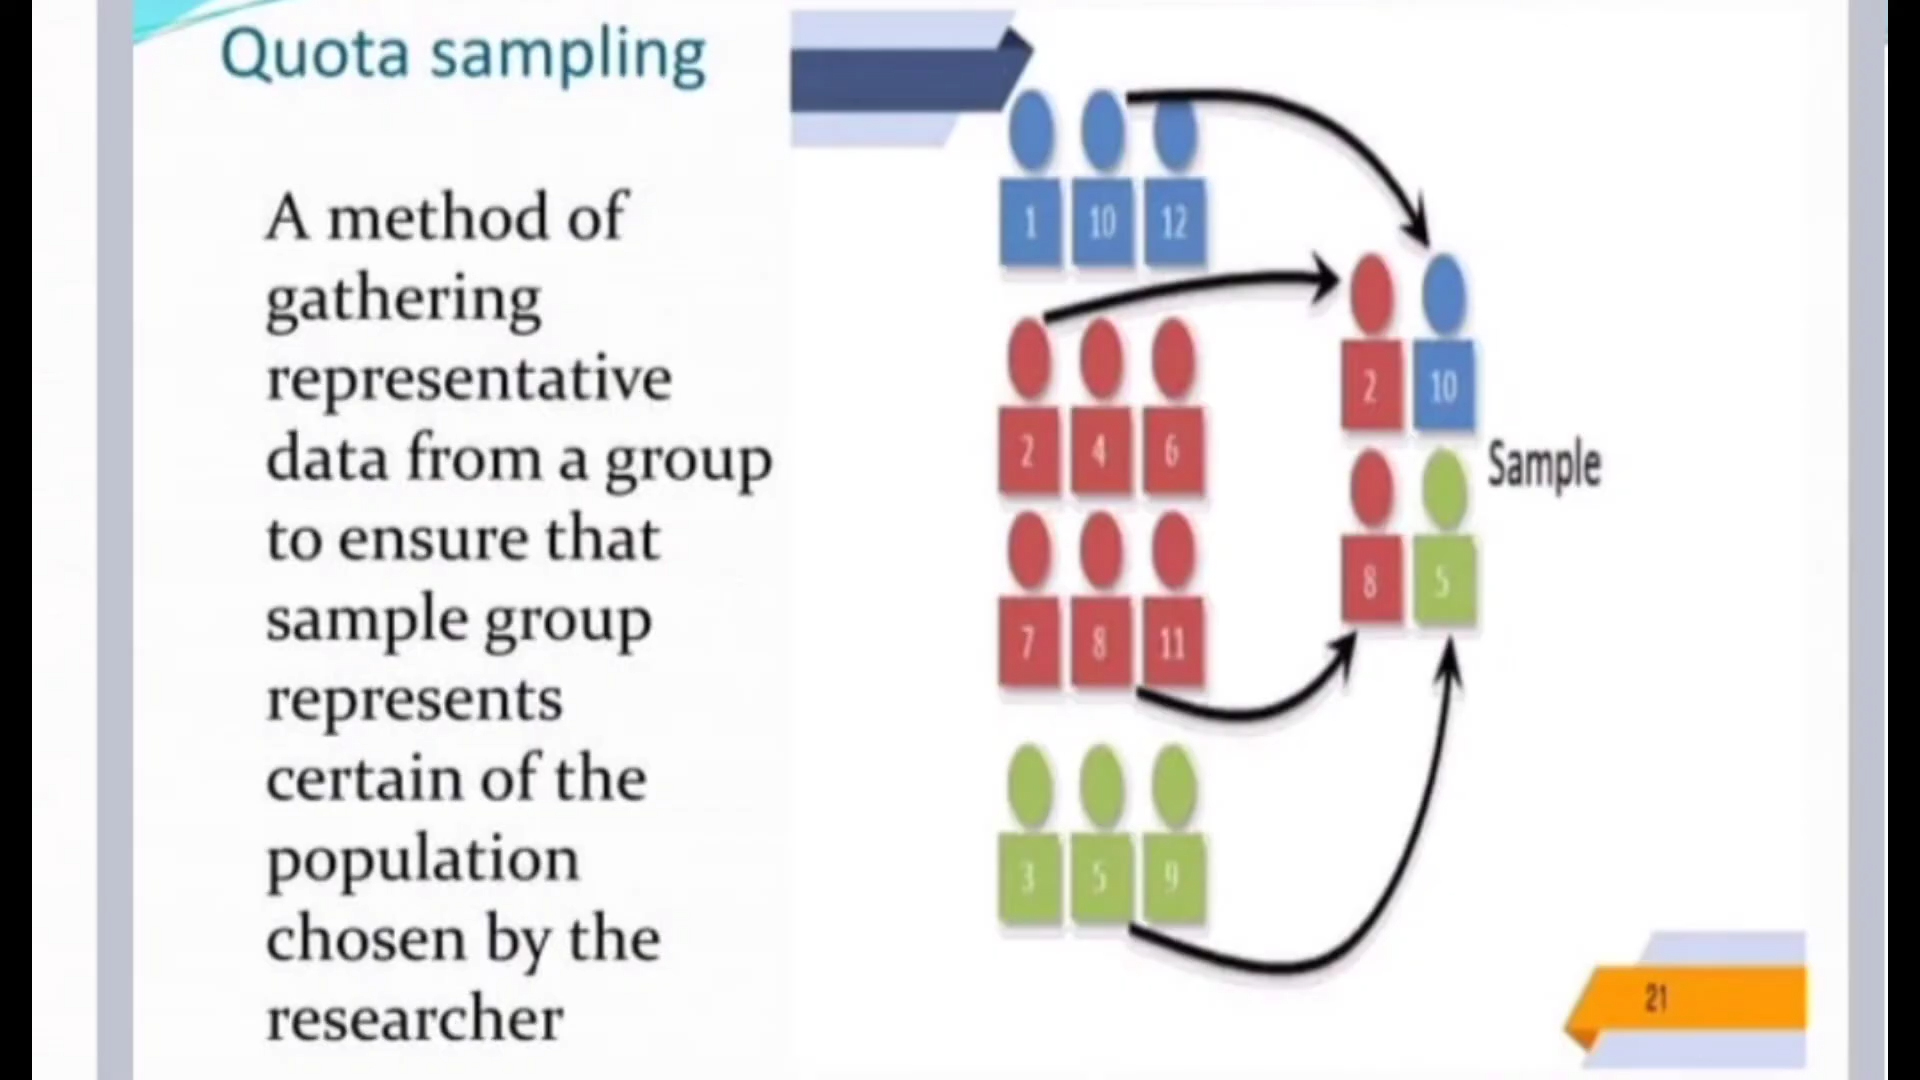 Quota sampling
A method of
gathering
representative
data from a group
to ensure that
sample group
represents
certain of the
population
chosen by the
researcher
1 10 12
2 4 6
7 8 11
3 5 9
2 10
8 5
Sample
21